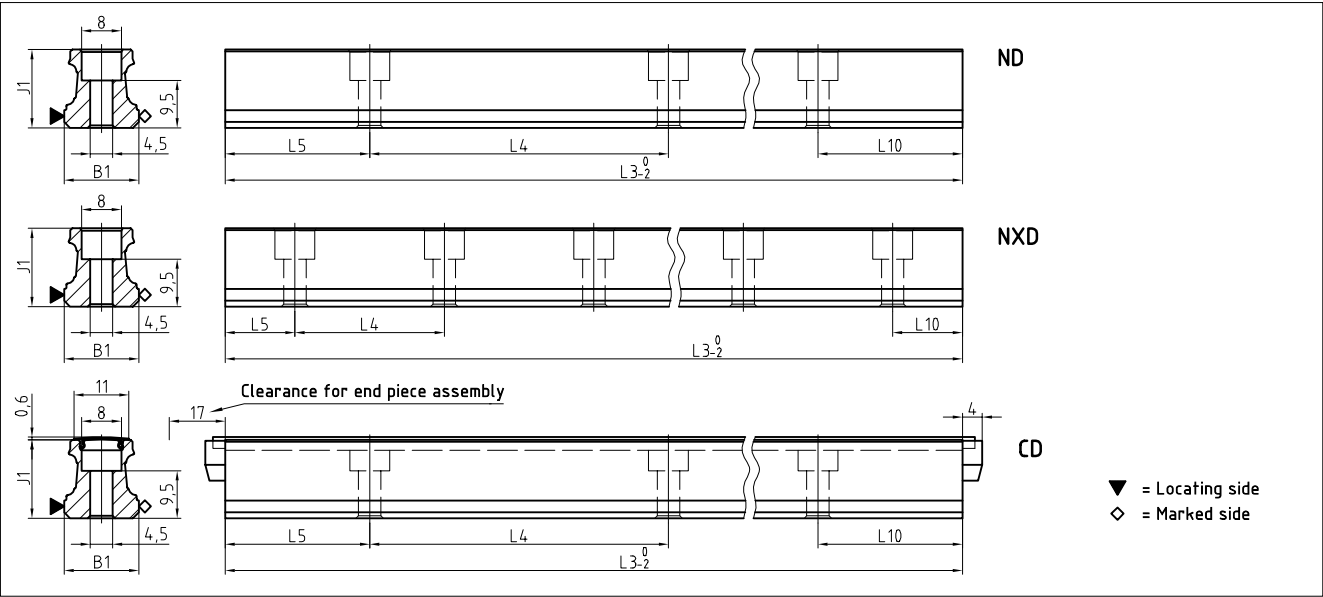 8
J1
9,5
4,5
B1
L5
L4
L10
L3-0/2
ND
8
J1
9,5
4,5
B1
L5
L4
L10
L3-0/2
NXD
11
0,6
8
J1
9,5
4,5
B1
17
Clearance for end piece assembly
4
L5
L4
L10
L3-0/2
CD
▼ = Locating side
◇ = Marked side